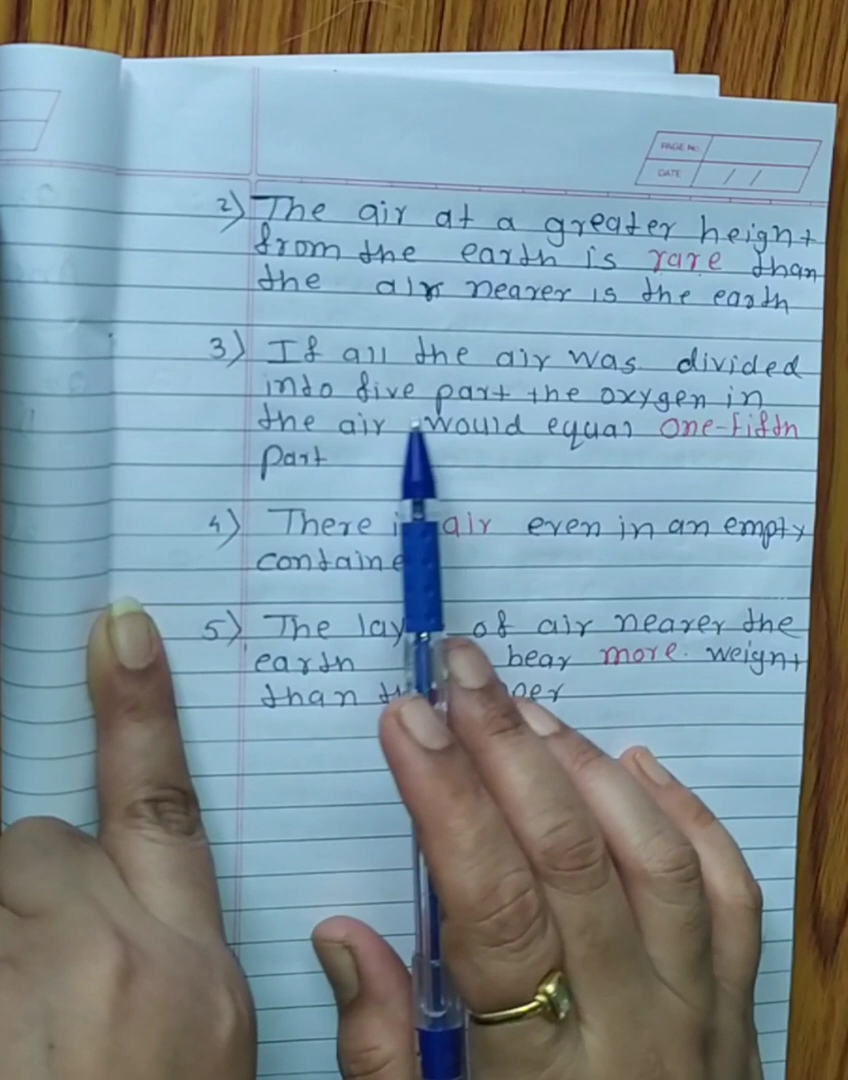 PAGE NO.
DATE / /
2) The air at a greater height
from the earth is rare than
the air nearer is the earth
3) If all the air was divided
into five part the oxygen in
the air would equal one-fifth
part
4) There air even in an empty
5) The of air nearer the
earth bear more weight
than